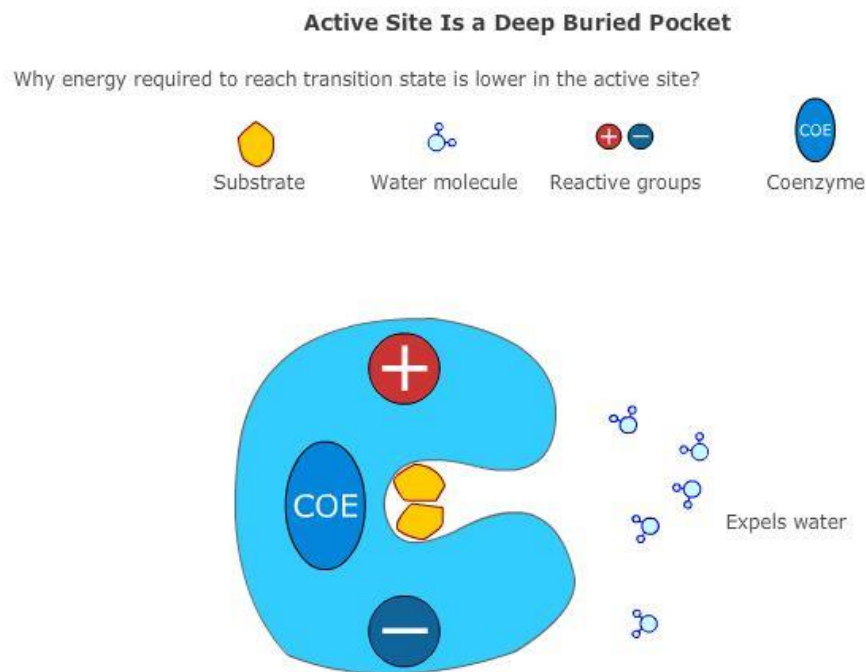 Active Site Is a Deep Buried Pocket
Why energy required to reach transition state is lower in the active site?
COE
Substrate
Water molecule
Reactive groups
Coenzyme
COE
Expels water